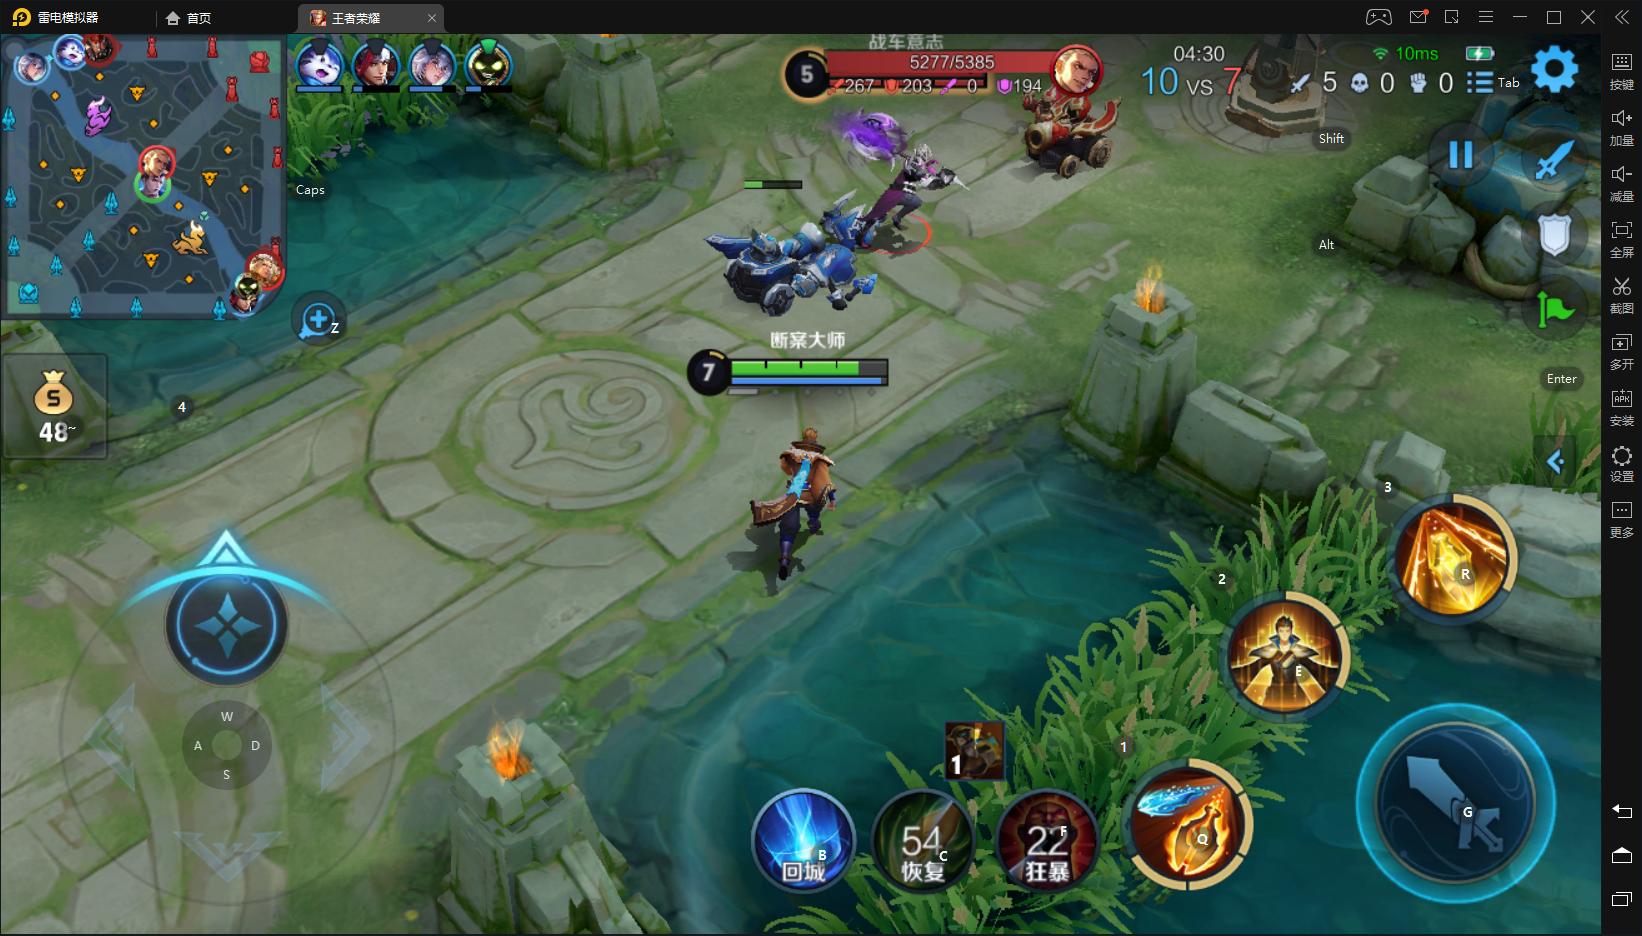 雷电模拟器
首页
王者荣耀
战车意志
5
5277/5385
267
203
0
194
04:30
10 VS 7
10ms
5
0
0
Tab
Shift
Caps
Alt
Z
Enter
断案大师
7
S
48~
4
3
2
1
R
E
Q
G
W
A
D
S
1
B
回城
54
C
恢复
22
F
狂暴
按键
加量
减量
全屏
截图
多开
APK
安装
设置
更多